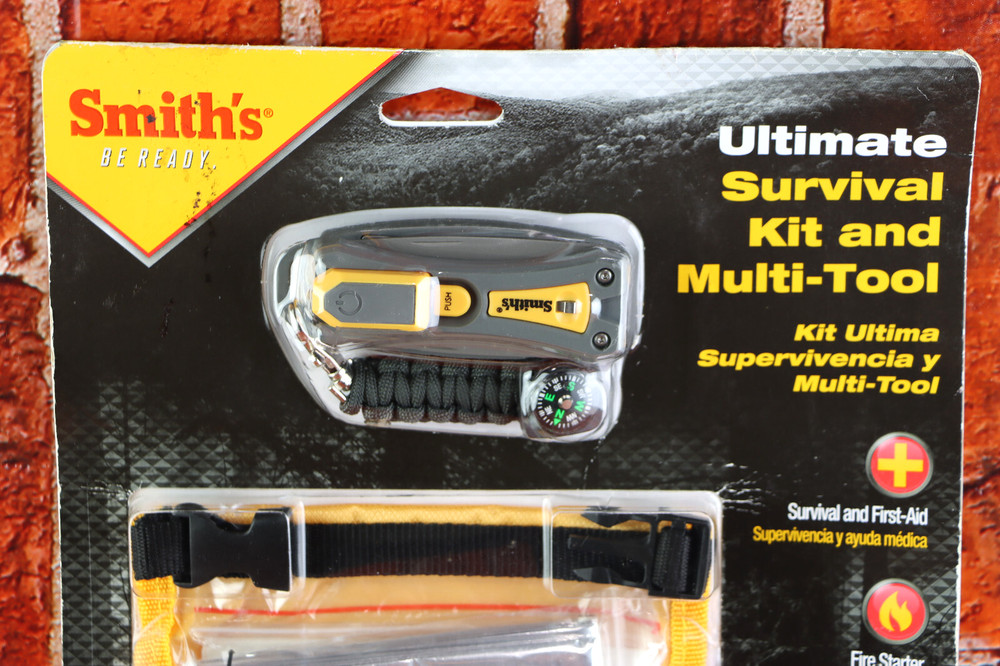 Smith's®
BE READY.
Ultimate
Survival
Kit and
Multi-Tool
Kit Ultima
Supervivencia y
Multi-Tool
PUSH
Smith's®
E
S
N
W
Survival and First-Aid
Supervivencia y ayuda médica
Fire Starter